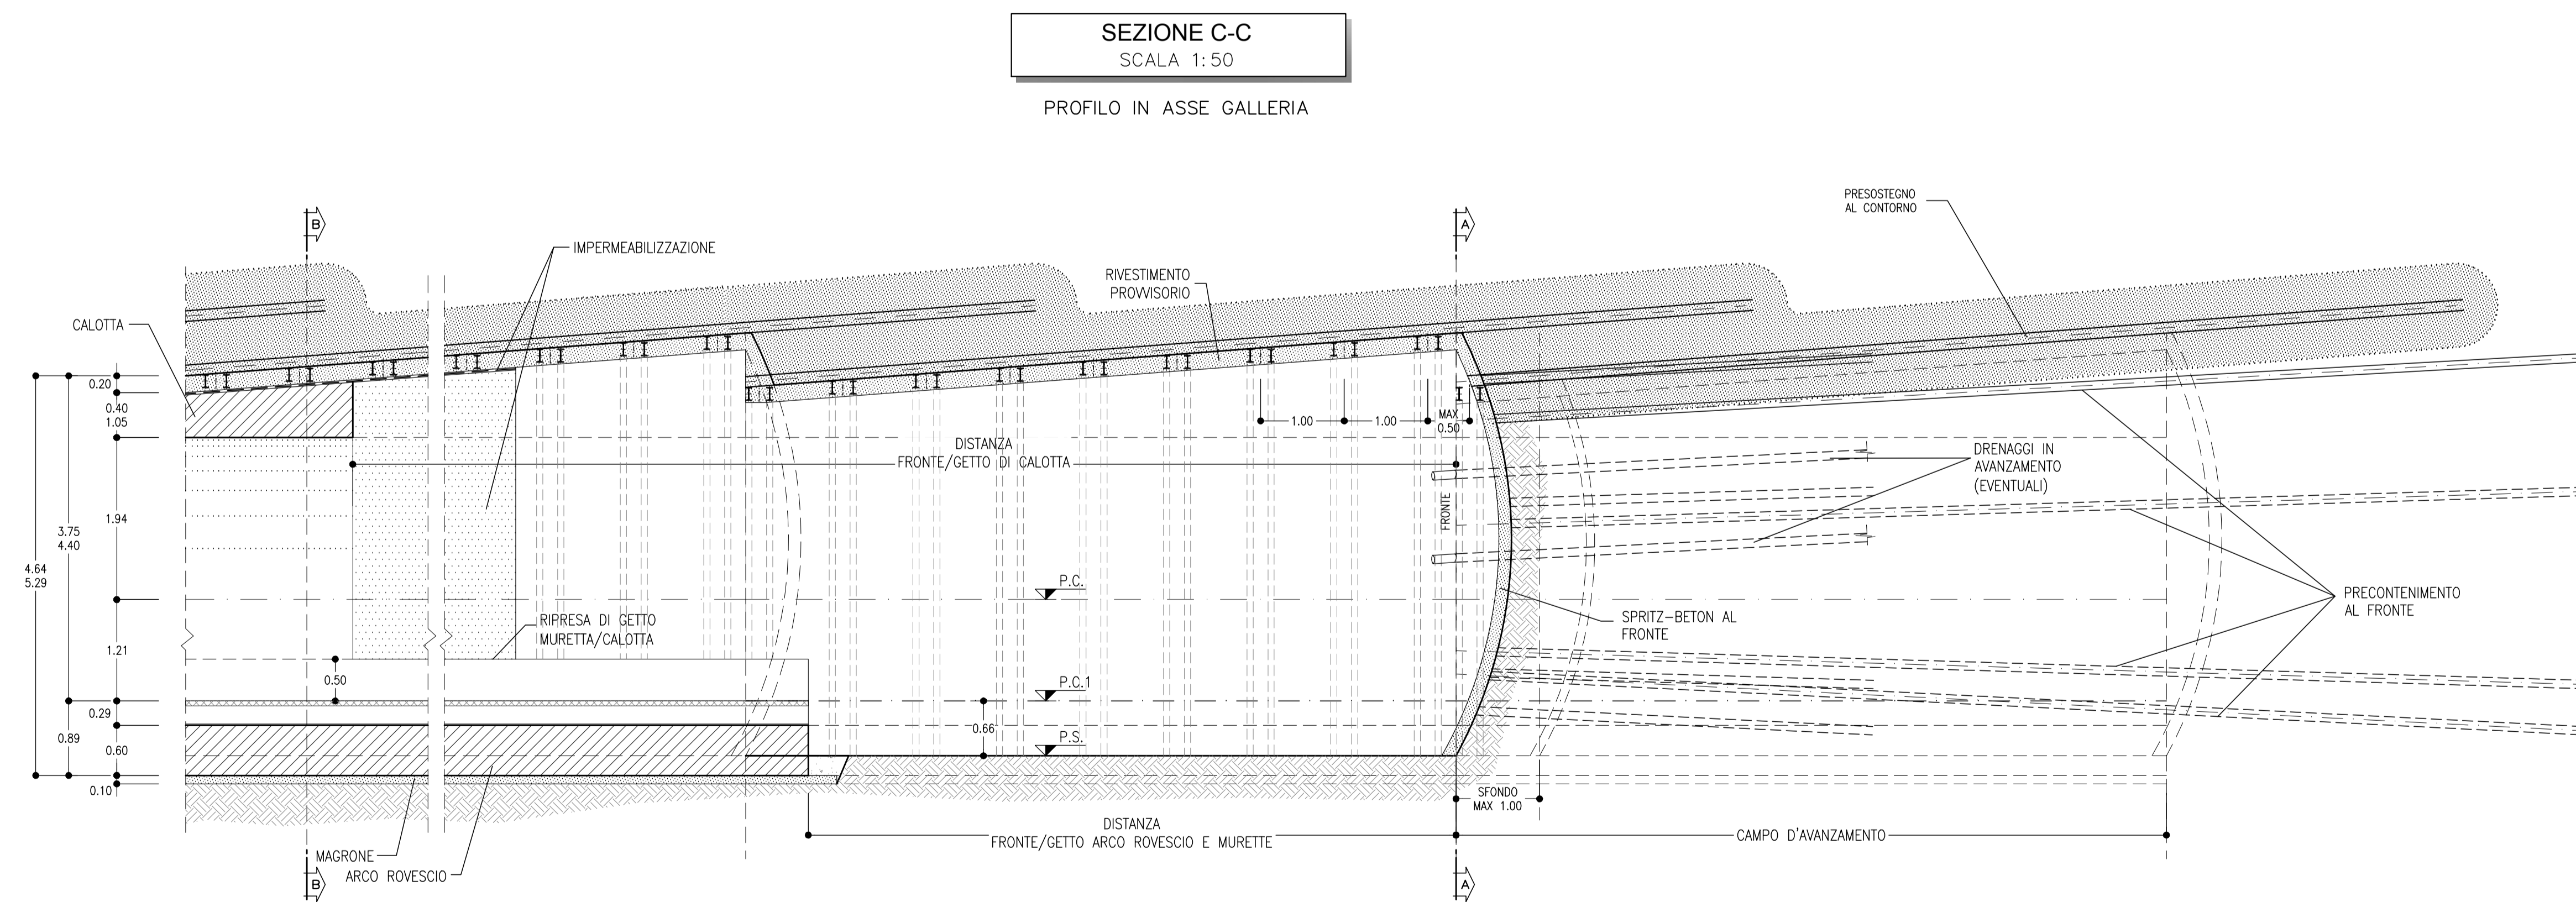 SEZIONE C-C
SCALA 1:50
PROFILO IN ASSE GALLERIA
B
A
PRESOSTEGNO
AL CONTORNO
IMPERMEABILIZZAZIONE
RIVESTIMENTO
PROVVISORIO
CALOTTA
0.20
0.40
1.05
1.00
1.00
MAX
0.50
DISTANZA
FRONTE/GETTO DI CALOTTA
DRENAGGI IN
AVANZAMENTO
(EVENTUALI)
FRONTE
1.94
3.75
4.40
4.64
5.29
P.C.
PRECONTENIMENTO
AL FRONTE
SPRITZ-BETON AL
FRONTE
RIPRESA DI GETTO
MURETTA/CALOTTA
1.21
0.50
P.C.1
0.29
0.66
0.89
0.60
P.S.
0.10
SFONDO
MAX 1.00
DISTANZA
FRONTE/GETTO ARCO ROVESCIO E MURETTE
CAMPO D'AVANZAMENTO
MAGRONE
ARCO ROVESCIO
B
A